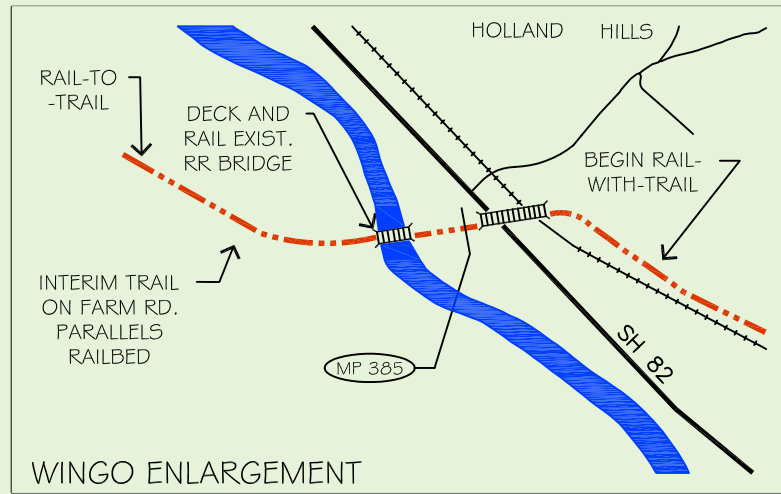 HOLLAND HILLS
RAIL-TO
-TRAIL
DECK AND
RAIL EXIST.
RR BRIDGE
BEGIN RAIL-
WITH-TRAIL
INTERIM TRAIL
ON FARM RD.
PARALLELS
RAILBED
MP 385
SH 82
WINGO ENLARGEMENT